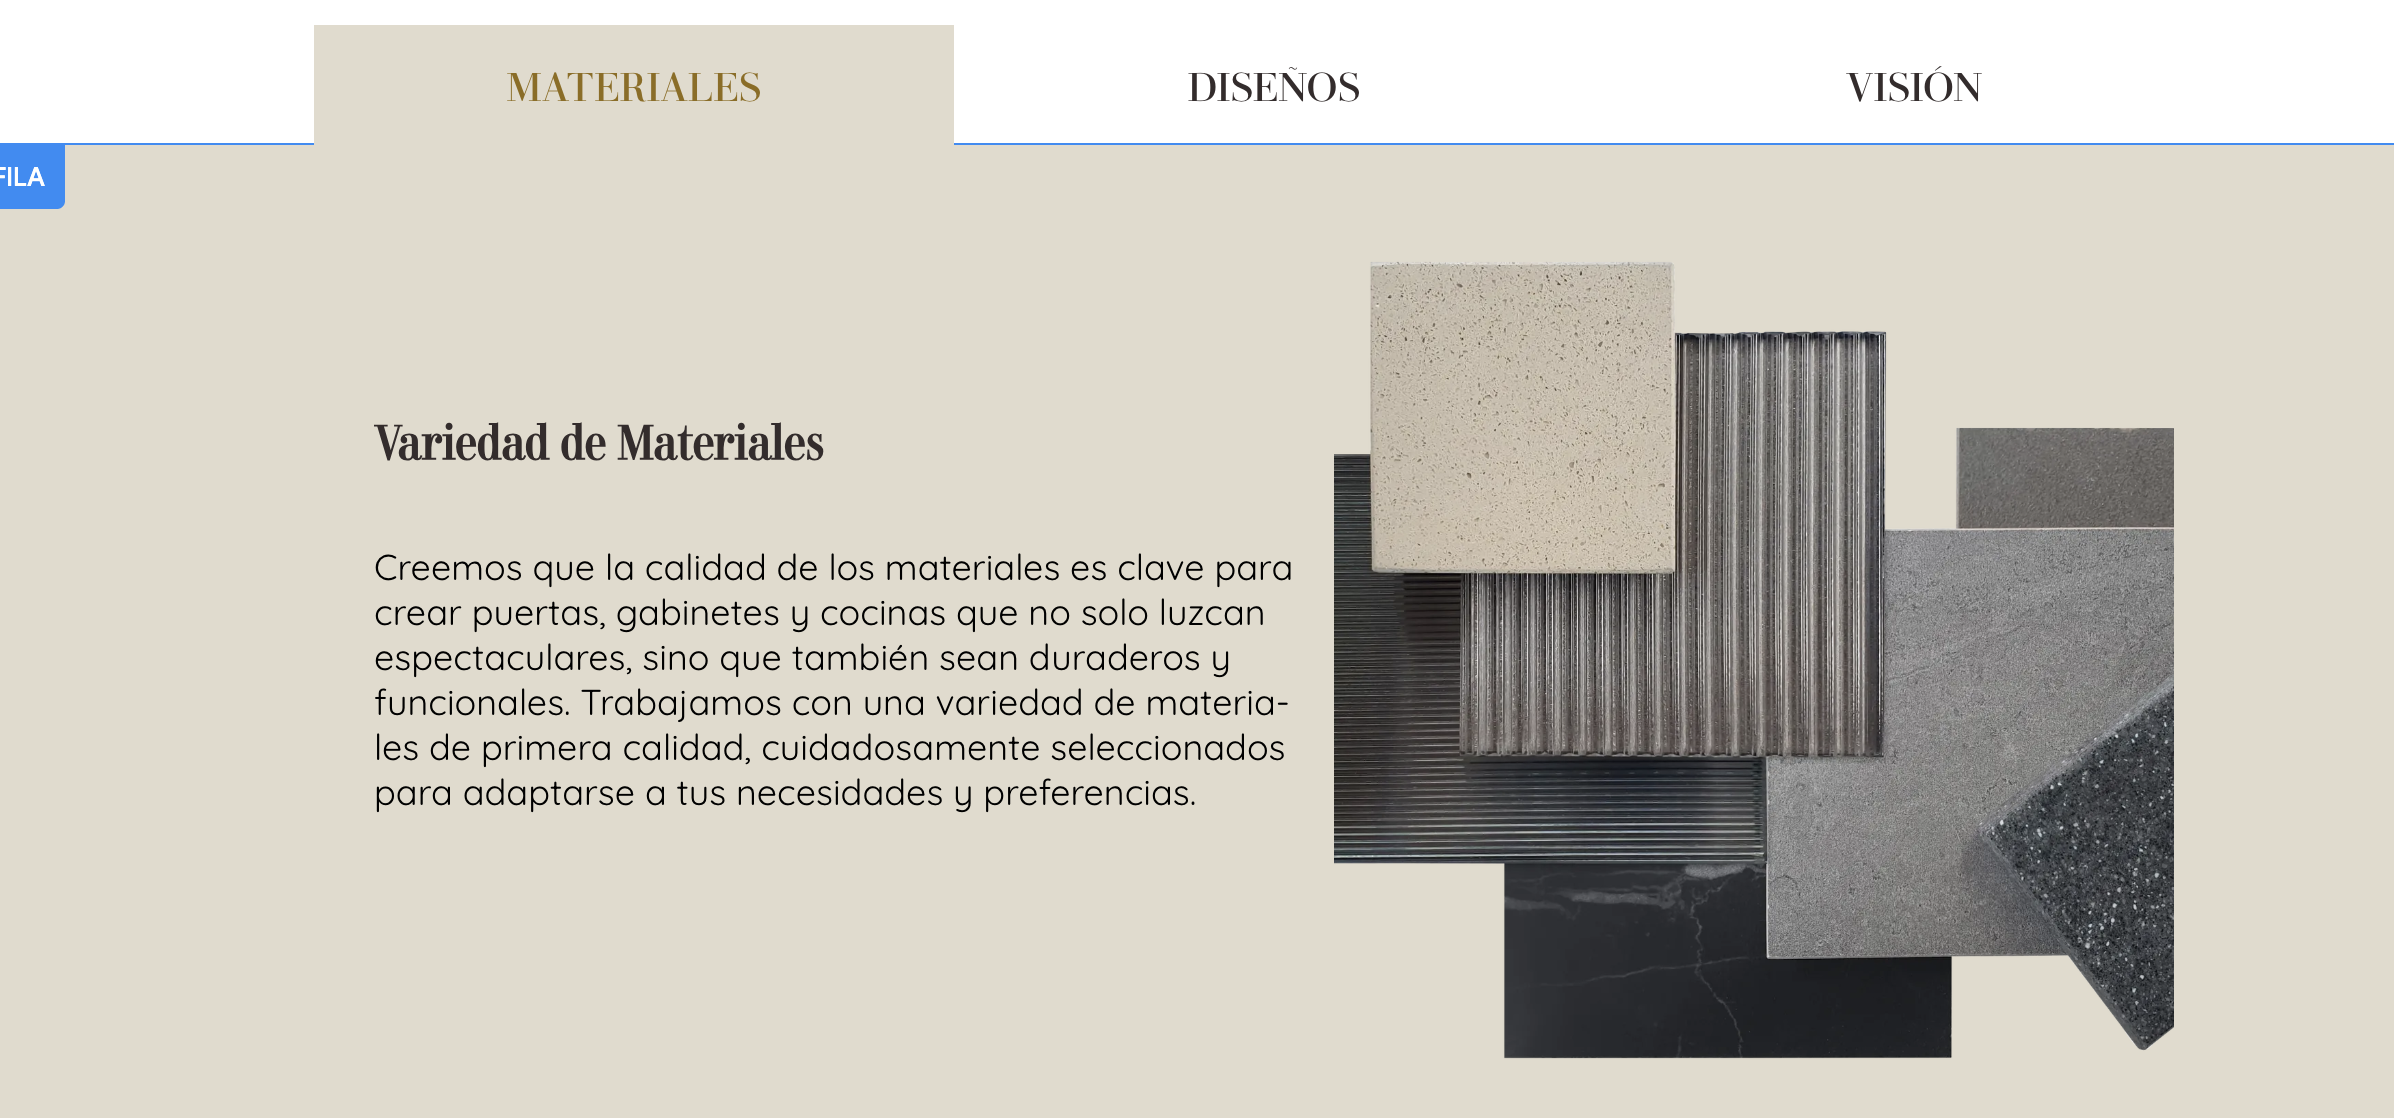 MATERIALES
DISEÑOS
VISIÓN
FILA
Variedad de Materiales
Creemos que la calidad de los materiales es clave para
crear puertas, gabinetes y cocinas que no solo luzcan
espectaculares, sino que también sean duraderos y
funcionales. Trabajamos con una variedad de materia-
les de primera calidad, cuidadosamente seleccionados
para adaptarse a tus necesidades y preferencias.